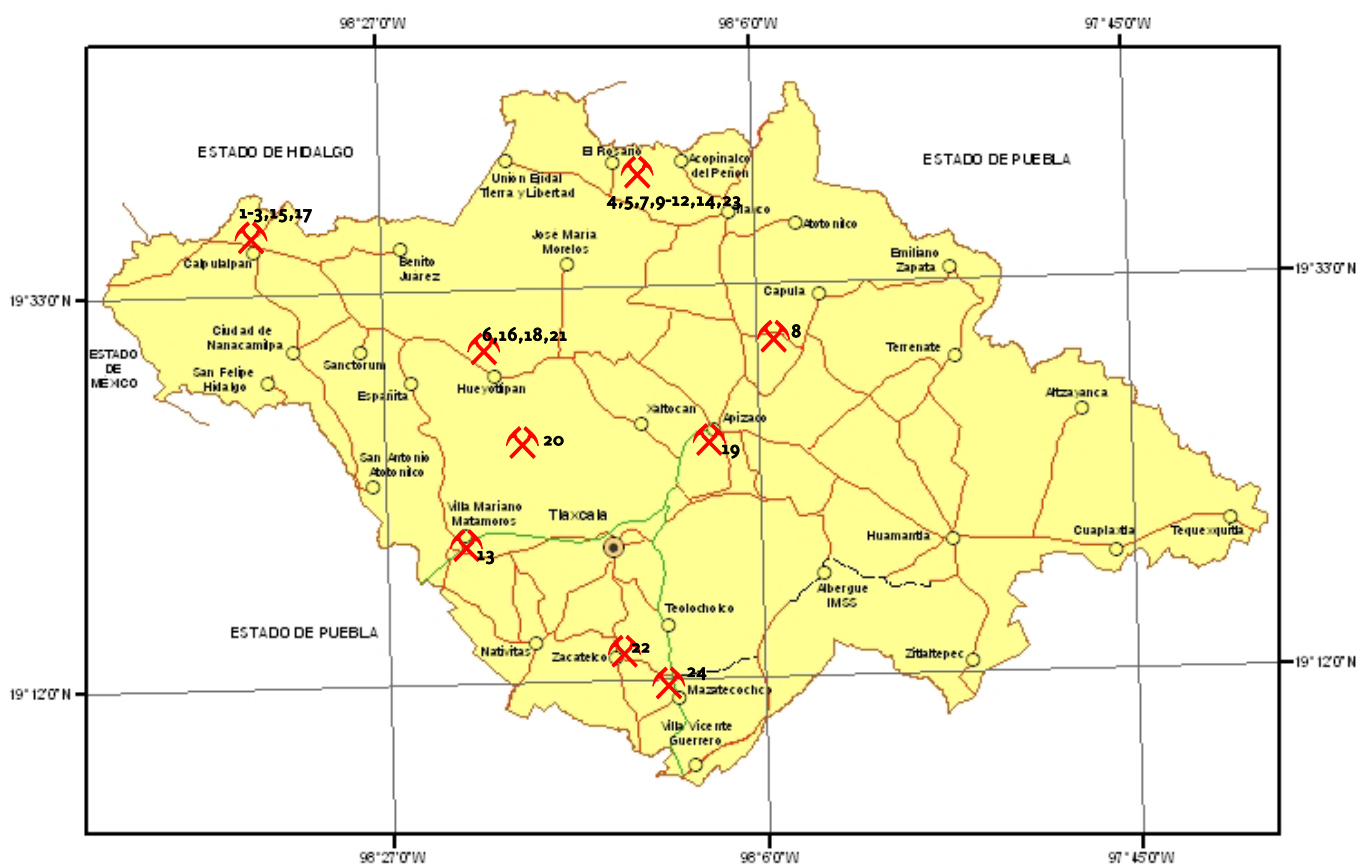 98°27'0"W
98°6'0"W
97°45'0"W
ESTADO DE HIDALGO
ESTADO DE PUEBLA
El Rosario
Acopinalco
del Peñon
Union Ejidal
Tierra y Libertad
4,5,7,9-12,14,23
Tlaxco
1-3,15,17
Atotonilco
José Maria
Morelos
Calpulalpan
Benito
Juarez
Emiliano
Zapata
19°33'0"N
19°33'0"N
Capula
Ciudad de
Nanacamilpa
6,16,18,21
8
ESTADO
DE
MÉXICO
Sanctorum
Terrenate
San Felipe
Hidalgo
Españita
Hueyotlipan
Altzayanca
Xaltocan
Apizaco
20
19
San Antonio
Atotonilco
Villa Mariano
Matamoros
Tlaxcala
Huamantla
Cuapiaxtla
Tequexquitla
13
Albergue
IMSS
Teolocholco
ESTADO DE PUEBLA
Nativitas
Zacatelco
22
Zitlaltepec
24
19°12'0"N
19°12'0"N
Mazatecochco
Villa Vicente
Guerrero
98°27'0"W
98°6'0"W
97°45'0"W